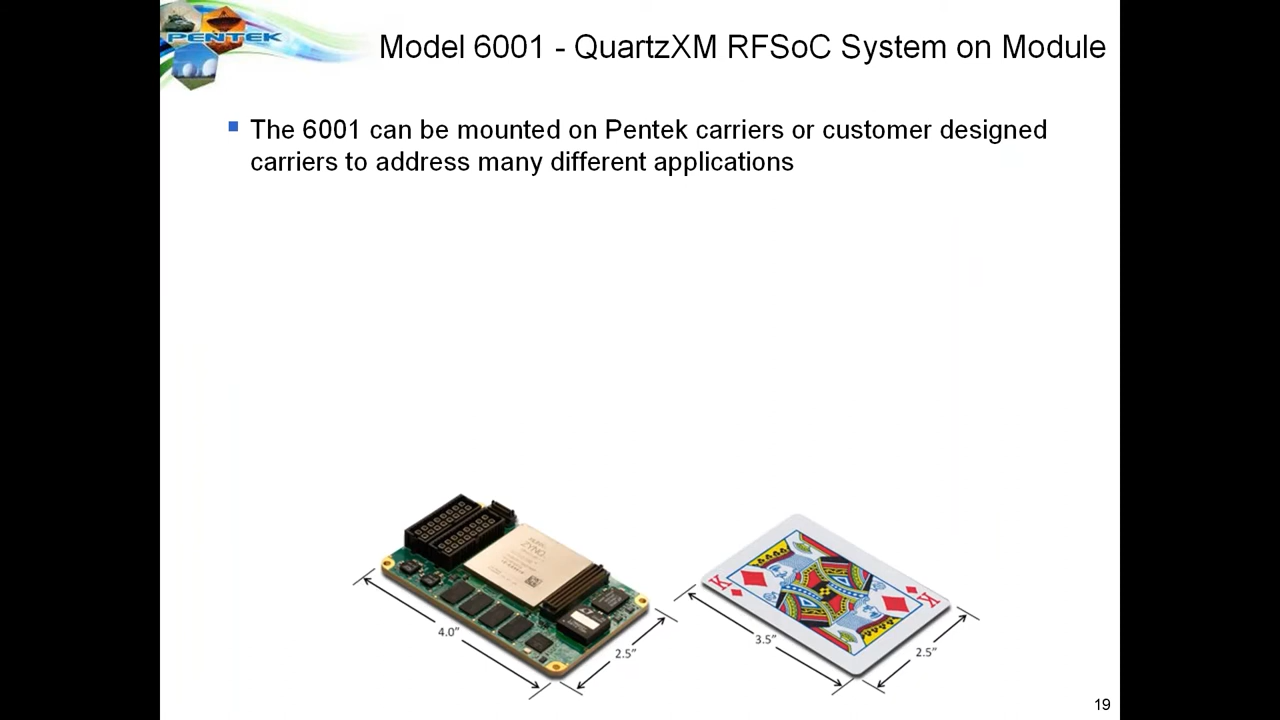 PENTEK
Model 6001 - QuartzXM RFSoC System on Module
The 6001 can be mounted on Pentek carriers or customer designed
carriers to address many different applications
ZYNQ
K
K
4.0"
2.5"
3.5"
2.5"
19